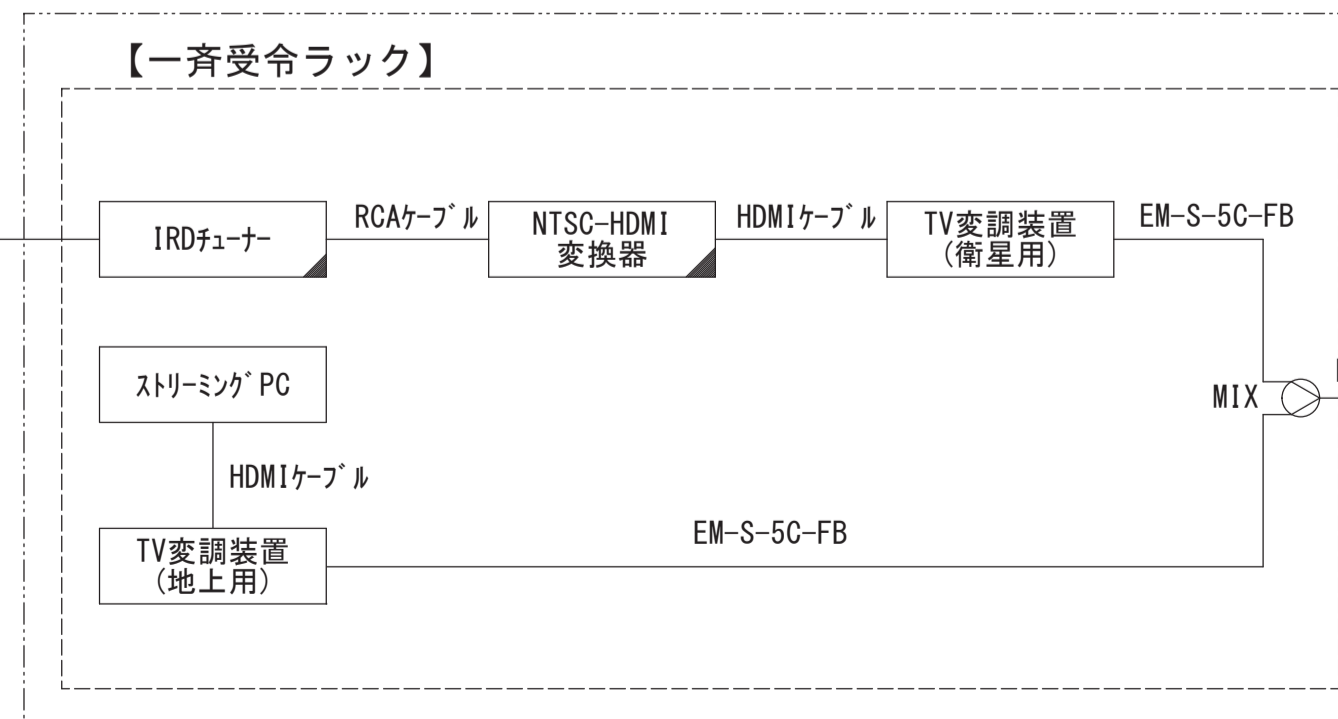 【一斉受令ラック】
IRDﾁｭｰﾅｰ
RCAｹｰﾌﾞﾙ
NTSC-HDMI
変換器
HDMIｹｰﾌﾞﾙ
TV変調装置
(衛星用)
EM-S-5C-FB
ｽﾄﾘｰﾐﾝｸﾞPC
MIX
HDMIｹｰﾌﾞﾙ
TV変調装置
(地上用)
EM-S-5C-FB